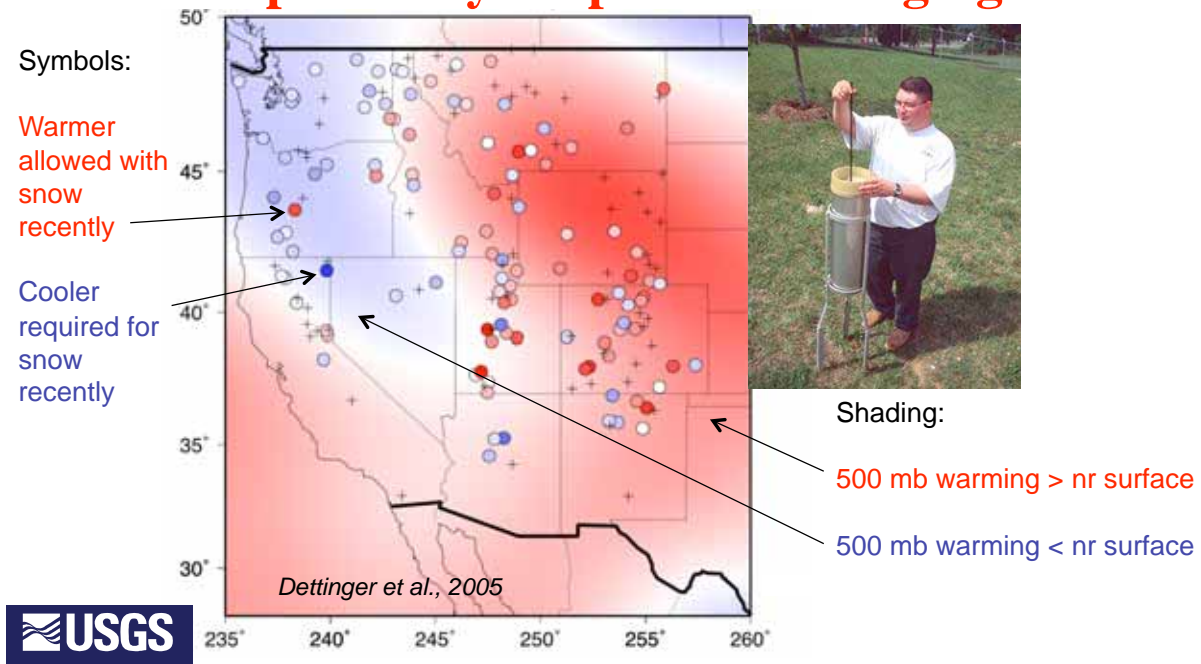 Symbols:
Warmer
allowed with
snow
recently
Cooler
required for
snow
recently
50˚
45˚
40˚
35˚
30˚
235
240
245
250
255
260
Dettinger et al., 2005
Shading:
500 mb warming > nr surface
500 mb warming < nr surface
USGS